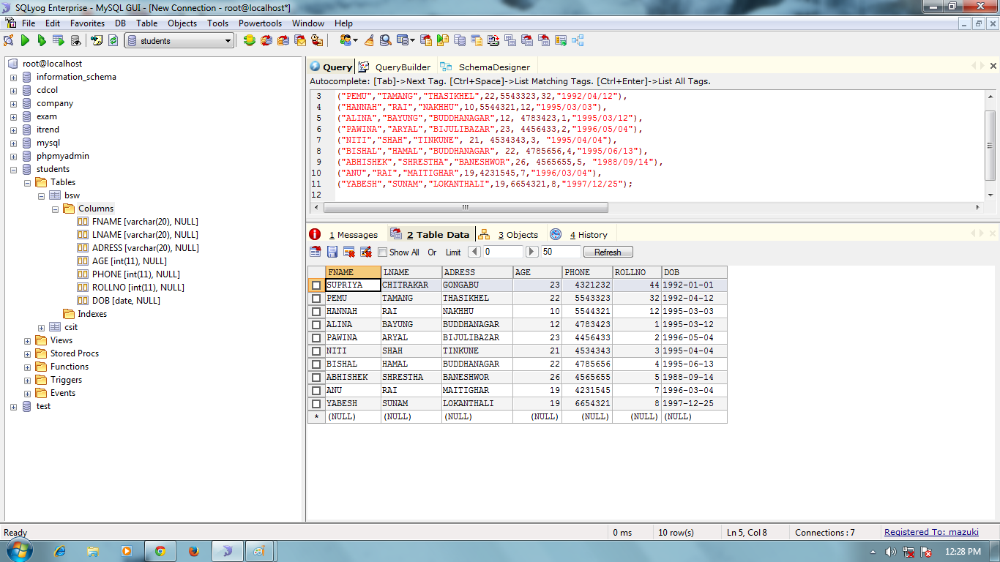 SQLyog Enterprise - MySQL GUI - [New Connection - root@localhost*]
File Edit Favorites DB Table Objects Tools Powertools Window Help
students
root@localhost
information_schema
cdcol
company
exam
itrend
mysql
phpmyadmin
students
Tables
bsw
Columns
FNAME [varchar(20), NULL]
LNAME [varchar(20), NULL]
ADRESS [varchar(20), NULL]
AGE [int(11), NULL]
PHONE [int(11), NULL]
ROLLNO [int(11), NULL]
DOB [date, NULL]
Indexes
csit
Views
Stored Procs
Functions
Triggers
Events
test
Query QueryBuilder SchemaDesigner
Autocomplete: [Tab]->Next Tag. [Ctrl+Space]->List Matching Tags. [Ctrl+Enter]->List All Tags.
3 ("PEMU","TAMANG","THASIKHEL",22,5543323,32,"1992/04/12"),
4 ("HANNAH","RAI","NAKHHU",10,5544321,12,"1995/03/03"),
5 ("ALINA","BAYUNG","BUDDHANAGAR",12, 4783423,1,"1995/03/12"),
6 ("PAWINA","ARYAL","BIJULIBAZAR",23, 4456433,2,"1996/05/04"),
7 ("NITI","SHAH","TINKUNE", 21, 4534343,3, "1995/04/04"),
8 ("BISHAL","HAMAL","BUDDHANAGAR", 22, 4785656,4,"1995/06/13"),
9 ("ABHISHEK","SHRESTHA","BANESHWOR",26, 4565655,5, "1988/09/14"),
10 ("ANU","RAI","MAITIGHAR",19,4231545,7,"1996/03/04"),
11 ("YABESH","SUNAM","LOKANTHALI",19,6654321,8,"1997/12/25");
12
1 Messages 2 Table Data 3 Objects 4 History
Show All Or Limit 0 50 Refresh
FNAME LNAME ADRESS AGE PHONE ROLLNO DOB
SUPRIYA CHITRAKAR GONGABU 23 4321232 44 1992-01-01
PEMU TAMANG THASIKHEL 22 5543323 32 1992-04-12
HANNAH RAI NAKHHU 10 5544321 12 1995-03-03
ALINA BAYUNG BUDDHANAGAR 12 4783423 1 1995-03-12
PAWINA ARYAL BIJULIBAZAR 23 4456433 2 1996-05-04
NITI SHAH TINKUNE 21 4534343 3 1995-04-04
BISHAL HAMAL BUDDHANAGAR 22 4785656 4 1995-06-13
ABHISHEK SHRESTHA BANESHWOR 26 4565655 5 1988-09-14
ANU RAI MAITIGHAR 19 4231545 7 1996-03-04
YABESH SUNAM LOKANTHALI 19 6654321 8 1997-12-25
* (NULL) (NULL) (NULL) (NULL) (NULL) (NULL) (NULL)
Ready 0 ms 10 row(s) Ln 5, Col 8 Connections : 7 Registered To: mazuki
12:28 PM